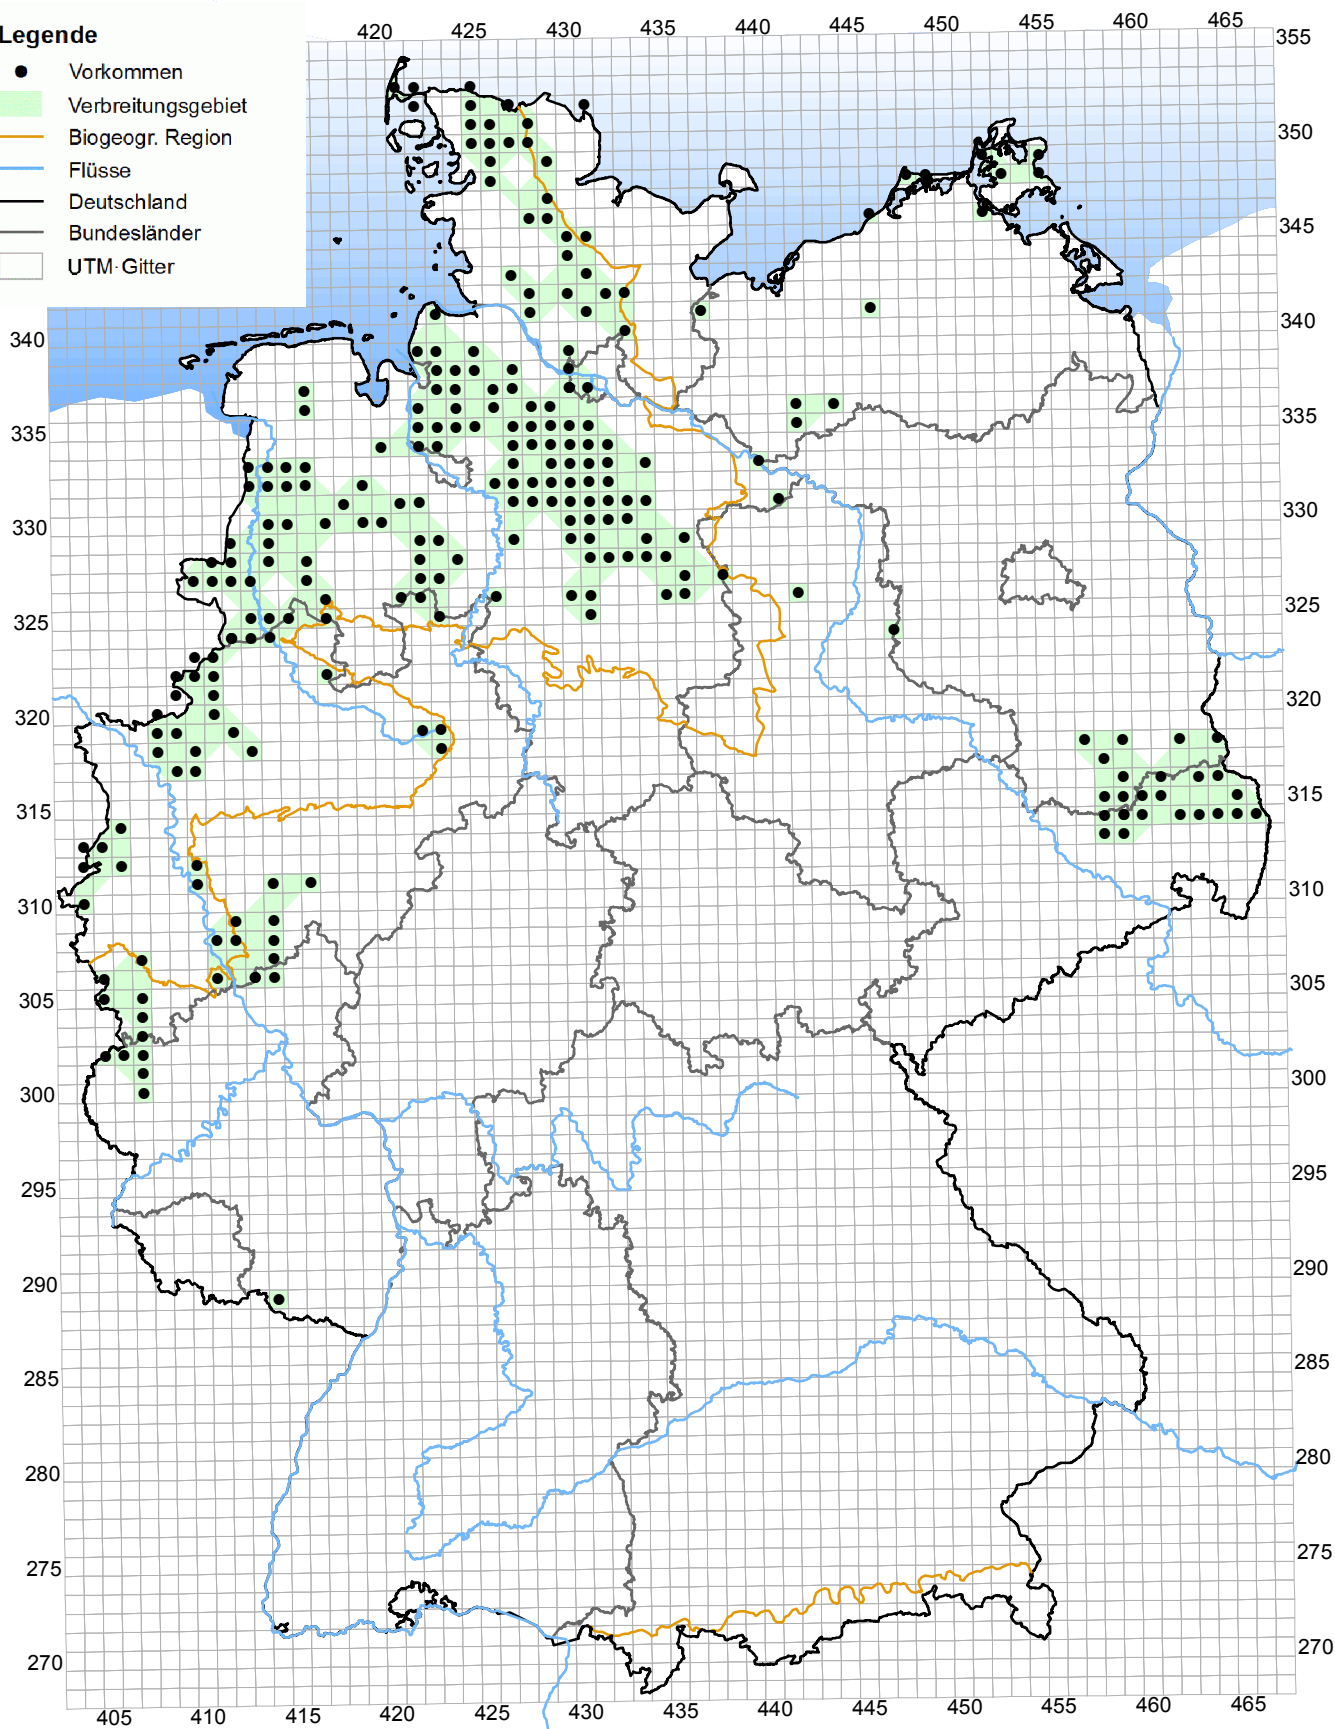 Legende
Vorkommen
Verbreitungsgebiet
Biogeogr. Region
Flüsse
Deutschland
Bundesländer
UTM-Gitter
420 425 430 435 440 445 450 455 460 465
355
350
345
340 340
335 335
330 330
325 325
320 320
315 315
310 310
305 305
300 300
295 295
290 290
285 285
280 280
275 275
270 270
405 410 415 420 425 430 435 440 445 450 455 460 465